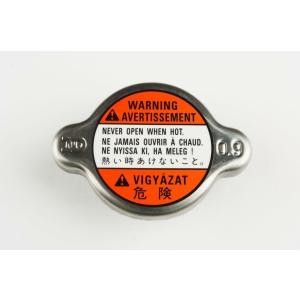 WARNING
AVERTISSEMENT
NEVER OPEN WHEN HOT.
NE JAMAIS OUVRIR À CHAUD.
NE NYISSA KI, HA MELEG !
熱い時あけないこと。
0.9
VIGYÁZAT
危険